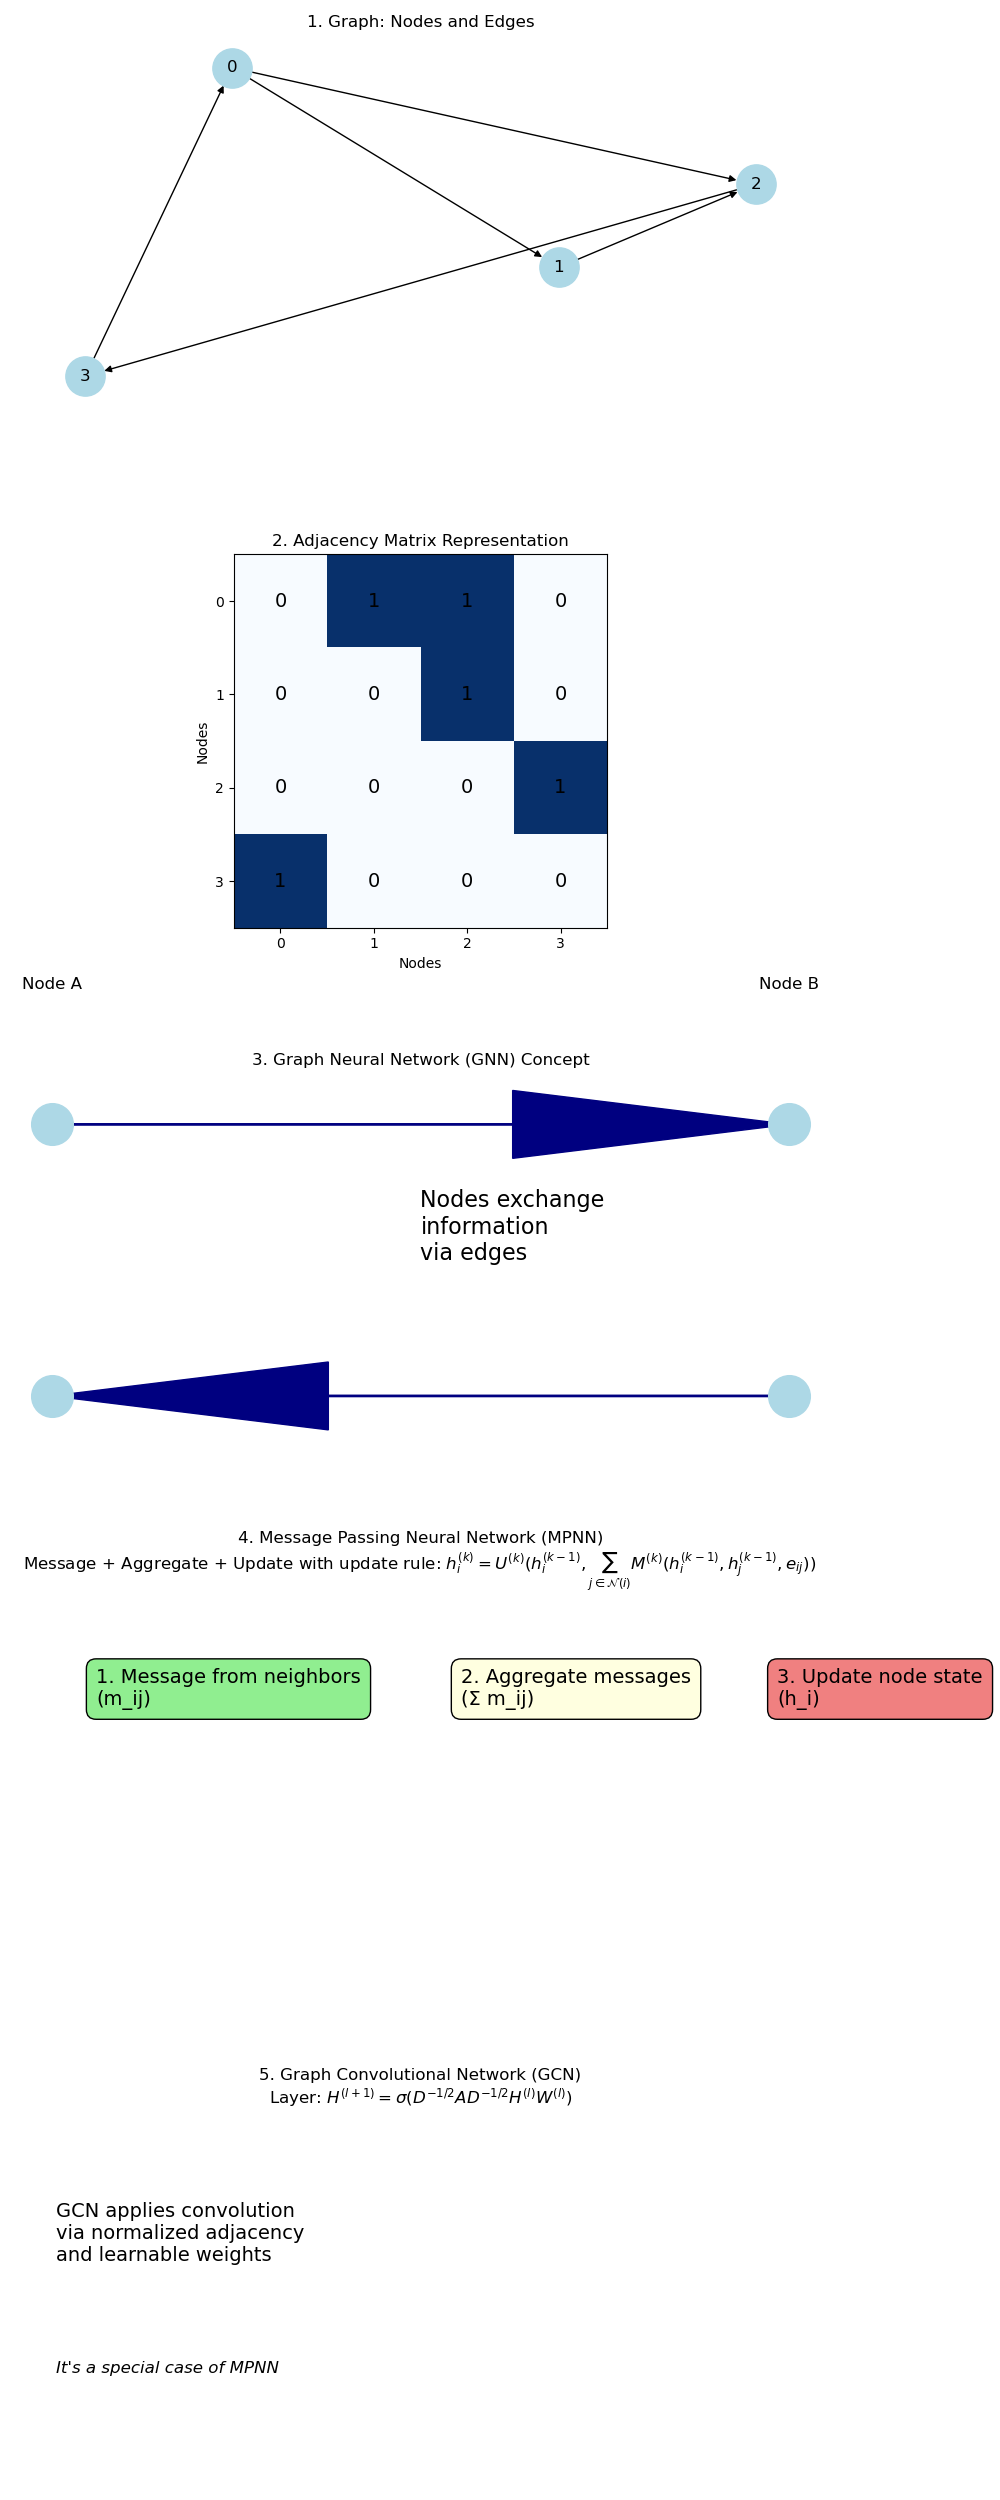 1. Graph: Nodes and Edges
0
2
1
3
2. Adjacency Matrix Representation
0 0 1 1 0
1 0 0 1 0
Nodes
2 0 0 0 1
3 1 0 0 0
0 1 2 3
Nodes
Node A Node B
3. Graph Neural Network (GNN) Concept
Nodes exchange
information
via edges
4. Message Passing Neural Network (MPNN)
Message + Aggregate + Update with update rule: $h_i^{(k)} = U^{(k)}(h_i^{(k-1)}, \sum_{j \in \mathcal{N}(i)} M^{(k)}(h_i^{(k-1)}, h_j^{(k-1)}, e_{ij}))$
1. Message from neighbors
(m_ij)
2. Aggregate messages
(Σ m_ij)
3. Update node state
(h_i)
5. Graph Convolutional Network (GCN)
Layer: $H^{(l+1)} = \sigma(D^{-1/2}AD^{-1/2}H^{(l)}W^{(l)})$
GCN applies convolution
via normalized adjacency
and learnable weights
It's a special case of MPNN